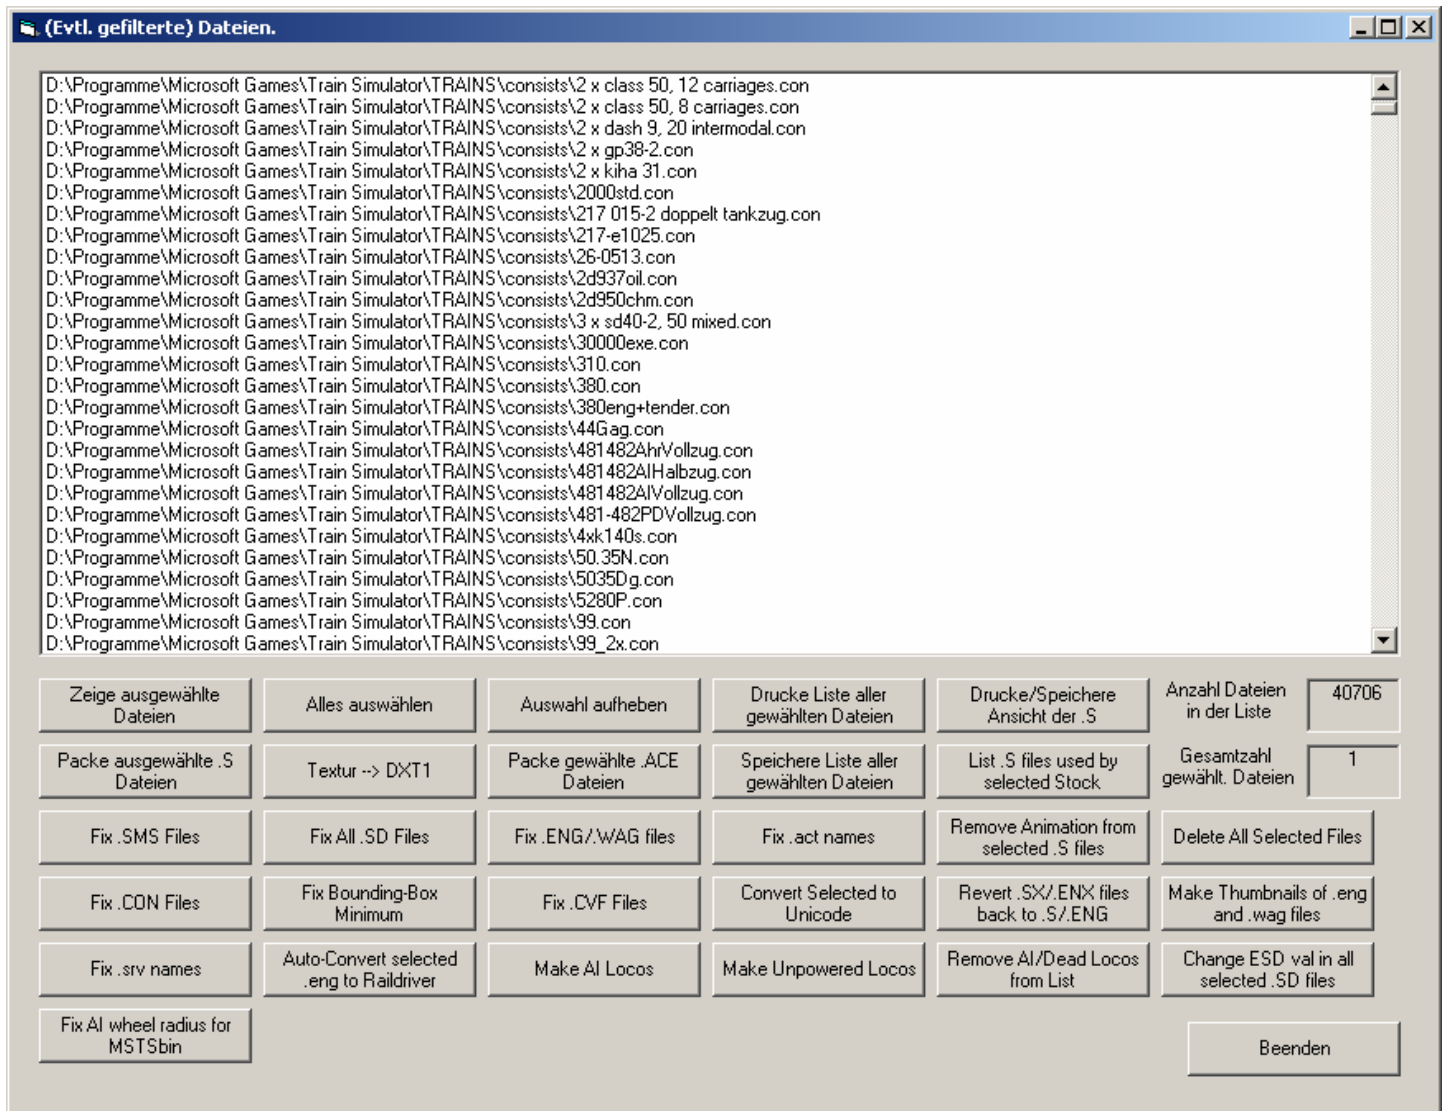 (Evtl. gefilterte) Dateien.
D:\Programme\Microsoft Games\Train Simulator\TRAINS\consists\2 x class 50, 12 carriages.con
D:\Programme\Microsoft Games\Train Simulator\TRAINS\consists\2 x class 50, 8 carriages.con
D:\Programme\Microsoft Games\Train Simulator\TRAINS\consists\2 x dash 9, 20 intermodal.con
D:\Programme\Microsoft Games\Train Simulator\TRAINS\consists\2 x gp38-2.con
D:\Programme\Microsoft Games\Train Simulator\TRAINS\consists\2 x kiha 31.con
D:\Programme\Microsoft Games\Train Simulator\TRAINS\consists\2000std.con
D:\Programme\Microsoft Games\Train Simulator\TRAINS\consists\217 015-2 doppelt tankzug.con
D:\Programme\Microsoft Games\Train Simulator\TRAINS\consists\217-e1025.con
D:\Programme\Microsoft Games\Train Simulator\TRAINS\consists\26-0513.con
D:\Programme\Microsoft Games\Train Simulator\TRAINS\consists\2d937oil.con
D:\Programme\Microsoft Games\Train Simulator\TRAINS\consists\2d950chm.con
D:\Programme\Microsoft Games\Train Simulator\TRAINS\consists\3 x sd40-2, 50 mixed.con
D:\Programme\Microsoft Games\Train Simulator\TRAINS\consists\30000exe.con
D:\Programme\Microsoft Games\Train Simulator\TRAINS\consists\310.con
D:\Programme\Microsoft Games\Train Simulator\TRAINS\consists\380.con
D:\Programme\Microsoft Games\Train Simulator\TRAINS\consists\380eng+tender.con
D:\Programme\Microsoft Games\Train Simulator\TRAINS\consists\44Gag.con
D:\Programme\Microsoft Games\Train Simulator\TRAINS\consists\481482AhrVollzug.con
D:\Programme\Microsoft Games\Train Simulator\TRAINS\consists\481482AIHalbzug.con
D:\Programme\Microsoft Games\Train Simulator\TRAINS\consists\481482AIVollzug.con
D:\Programme\Microsoft Games\Train Simulator\TRAINS\consists\481-482PDVollzug.con
D:\Programme\Microsoft Games\Train Simulator\TRAINS\consists\4xk140s.con
D:\Programme\Microsoft Games\Train Simulator\TRAINS\consists\50.35N.con
D:\Programme\Microsoft Games\Train Simulator\TRAINS\consists\5035Dg.con
D:\Programme\Microsoft Games\Train Simulator\TRAINS\consists\5280P.con
D:\Programme\Microsoft Games\Train Simulator\TRAINS\consists\99.con
D:\Programme\Microsoft Games\Train Simulator\TRAINS\consists\99_2x.con
Zeige ausgewählte
Dateien
Alles auswählen
Auswahl aufheben
Drucke Liste aller
gewählten Dateien
Drucke/Speichere
Ansicht der .S
Anzahl Dateien
in der Liste
40706
Packe ausgewählte .S
Dateien
Textur --> DXT1
Packe gewählte .ACE
Dateien
Speichere Liste aller
gewählten Dateien
List .S files used by
selected Stock
Gesamtzahl
gewählt. Dateien
1
Fix .SMS Files
Fix All .SD Files
Fix .ENG/.WAG files
Fix .act names
Remove Animation from
selected .S files
Delete All Selected Files
Fix .CON Files
Fix Bounding-Box
Minimum
Fix .CVF Files
Convert Selected to
Unicode
Revert .SX/.ENX files
back to .S/.ENG
Make Thumbnails of .eng
and .wag files
Fix .srv names
Auto-Convert selected
.eng to Raildriver
Make AI Locos
Make Unpowered Locos
Remove AI/Dead Locos
from List
Change ESD val in all
selected .SD files
Fix AI wheel radius for
MSTSbin
Beenden